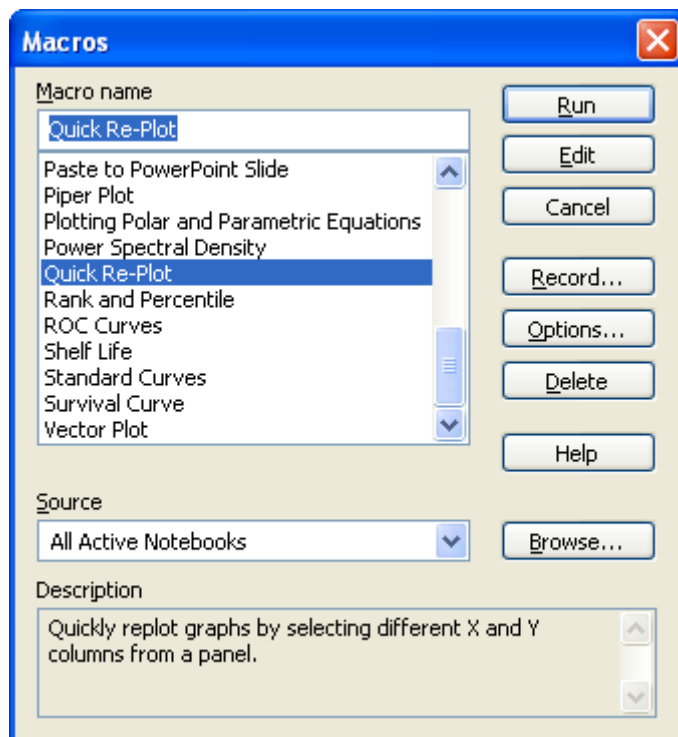 Macros
Macro name
Quick Re-Plot
Paste to PowerPoint Slide
Piper Plot
Plotting Polar and Parametric Equations
Power Spectral Density
Quick Re-Plot
Rank and Percentile
ROC Curves
Shelf Life
Standard Curves
Survival Curve
Vector Plot
Run
Edit
Cancel
Record...
Options...
Delete
Help
Source
All Active Notebooks
Browse...
Description
Quickly replot graphs by selecting different X and Y
columns from a panel.